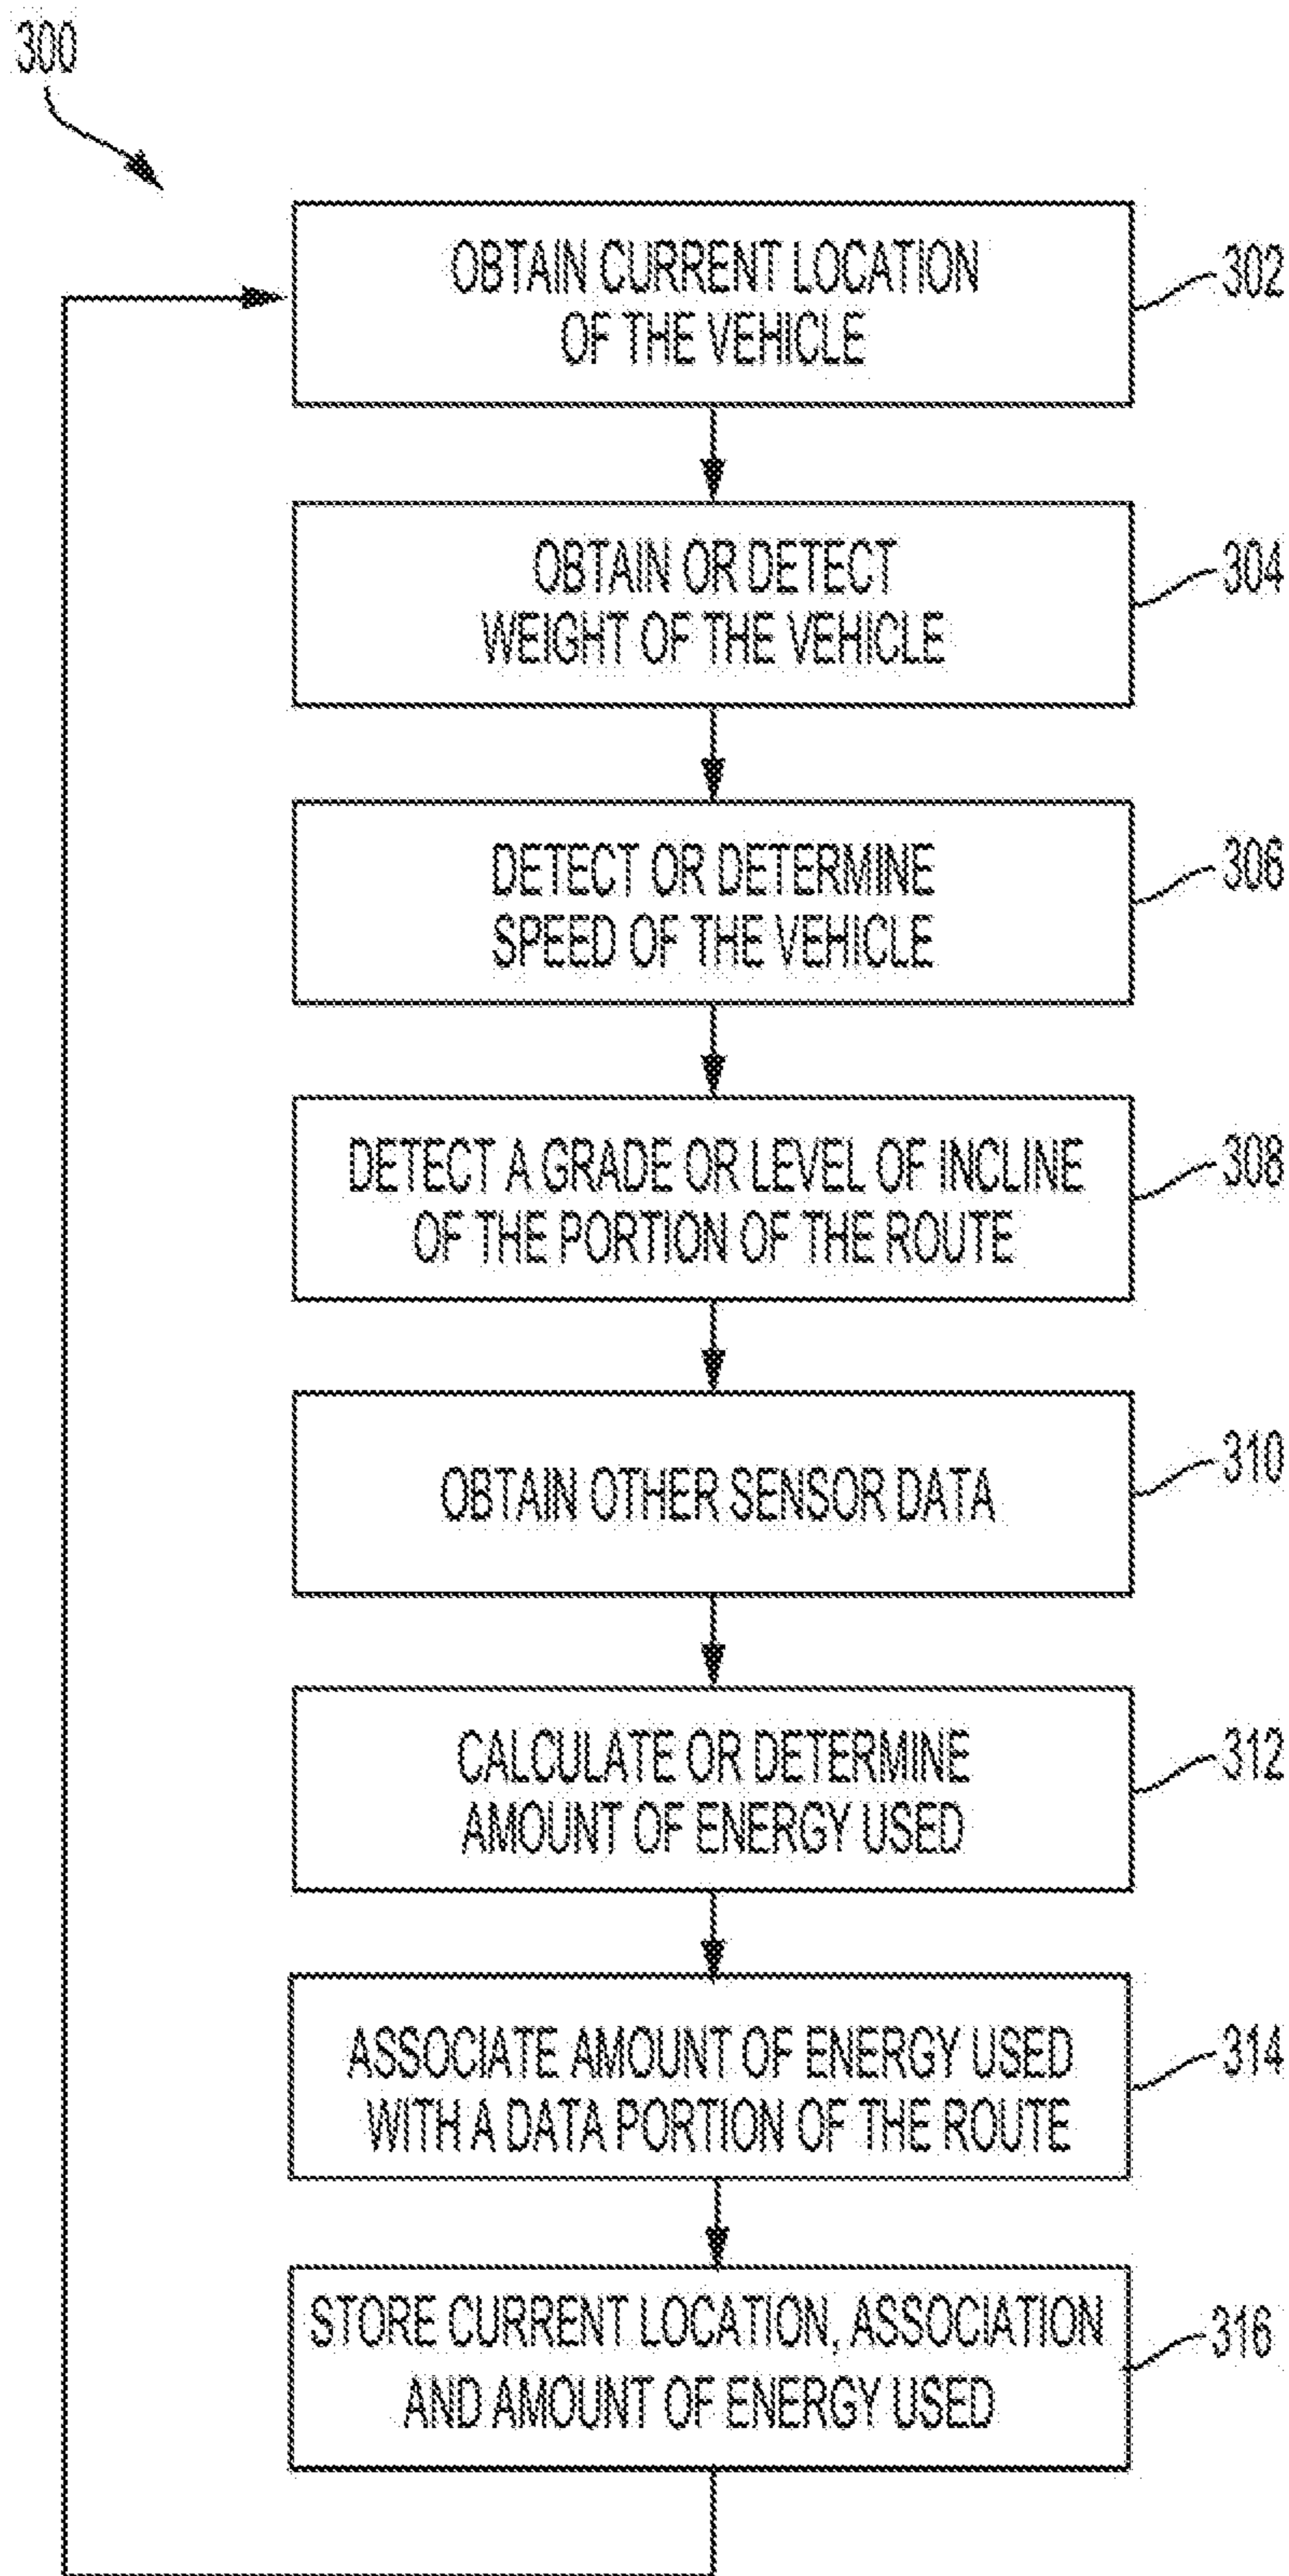 300
OBTAIN CURRENT LOCATION
OF THE VEHICLE
302
OBTAIN OR DETECT
WEIGHT OF THE VEHICLE
304
DETECT OR DETERMINE
SPEED OF THE VEHICLE
306
DETECT A GRADE OR LEVEL OF INCLINE
OF THE PORTION OF THE ROUTE
308
OBTAIN OTHER SENSOR DATA
310
CALCULATE OR DETERMINE
AMOUNT OF ENERGY USED
312
ASSOCIATE AMOUNT OF ENERGY USED
WITH A DATA PORTION OF THE ROUTE
314
STORE CURRENT LOCATION, ASSOCIATION
AND AMOUNT OF ENERGY USED
316